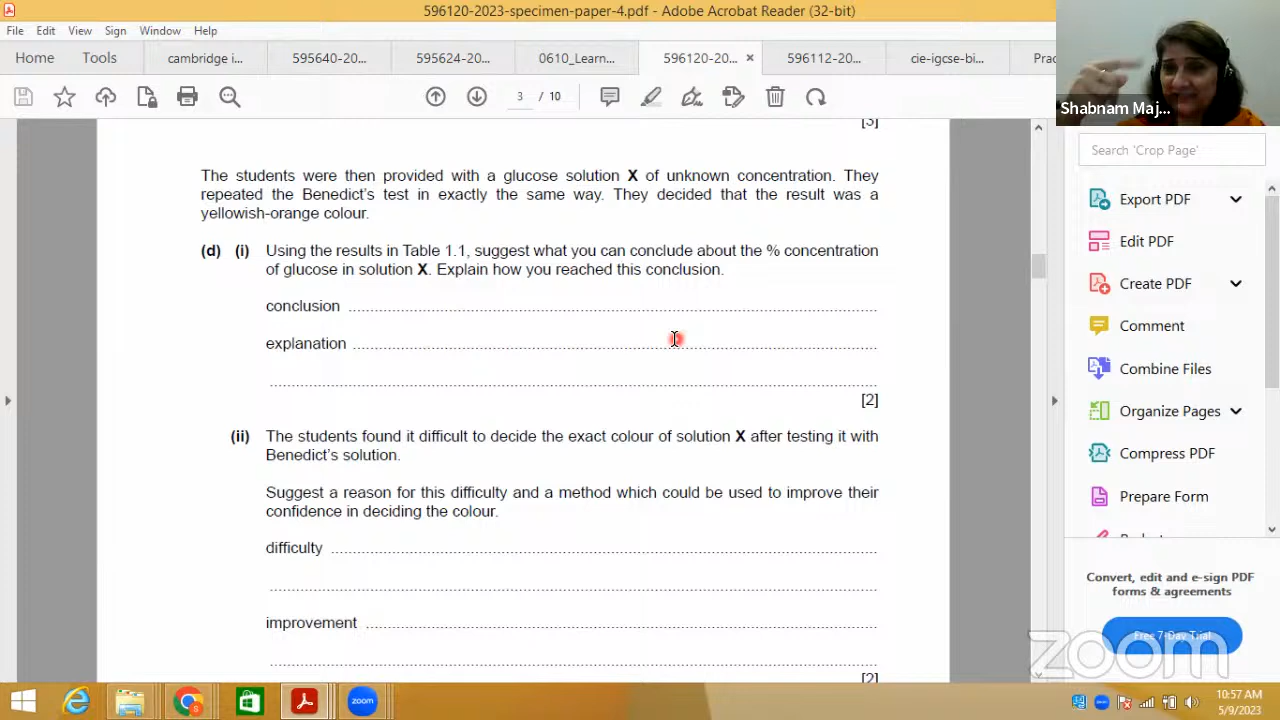 596120-2023-specimen-paper-4.pdf - Adobe Acrobat Reader (32-bit)
File Edit View Sign Window Help
Home Tools cambridge i... 595640-20... 595624-20... 0610_Learn... 596120-20... × 596112-20... cie-igcse-bi... Prac
3 / 10
Shabnam Maj...
Search 'Crop Page'
[3]
The students were then provided with a glucose solution X of unknown concentration. They
repeated the Benedict's test in exactly the same way. They decided that the result was a
yellowish-orange colour.
(d) (i) Using the results in Table 1.1, suggest what you can conclude about the % concentration
of glucose in solution X. Explain how you reached this conclusion.
conclusion
explanation
[2]
(ii) The students found it difficult to decide the exact colour of solution X after testing it with
Benedict's solution.
Suggest a reason for this difficulty and a method which could be used to improve their
confidence in deciding the colour.
difficulty
improvement
[2]
Export PDF
Edit PDF
Create PDF
Comment
Combine Files
Organize Pages
Compress PDF
Prepare Form
Convert, edit and e-sign PDF
forms & agreements
Free 7-Day Trial
zoom
zoom
10:57 AM
5/9/2023